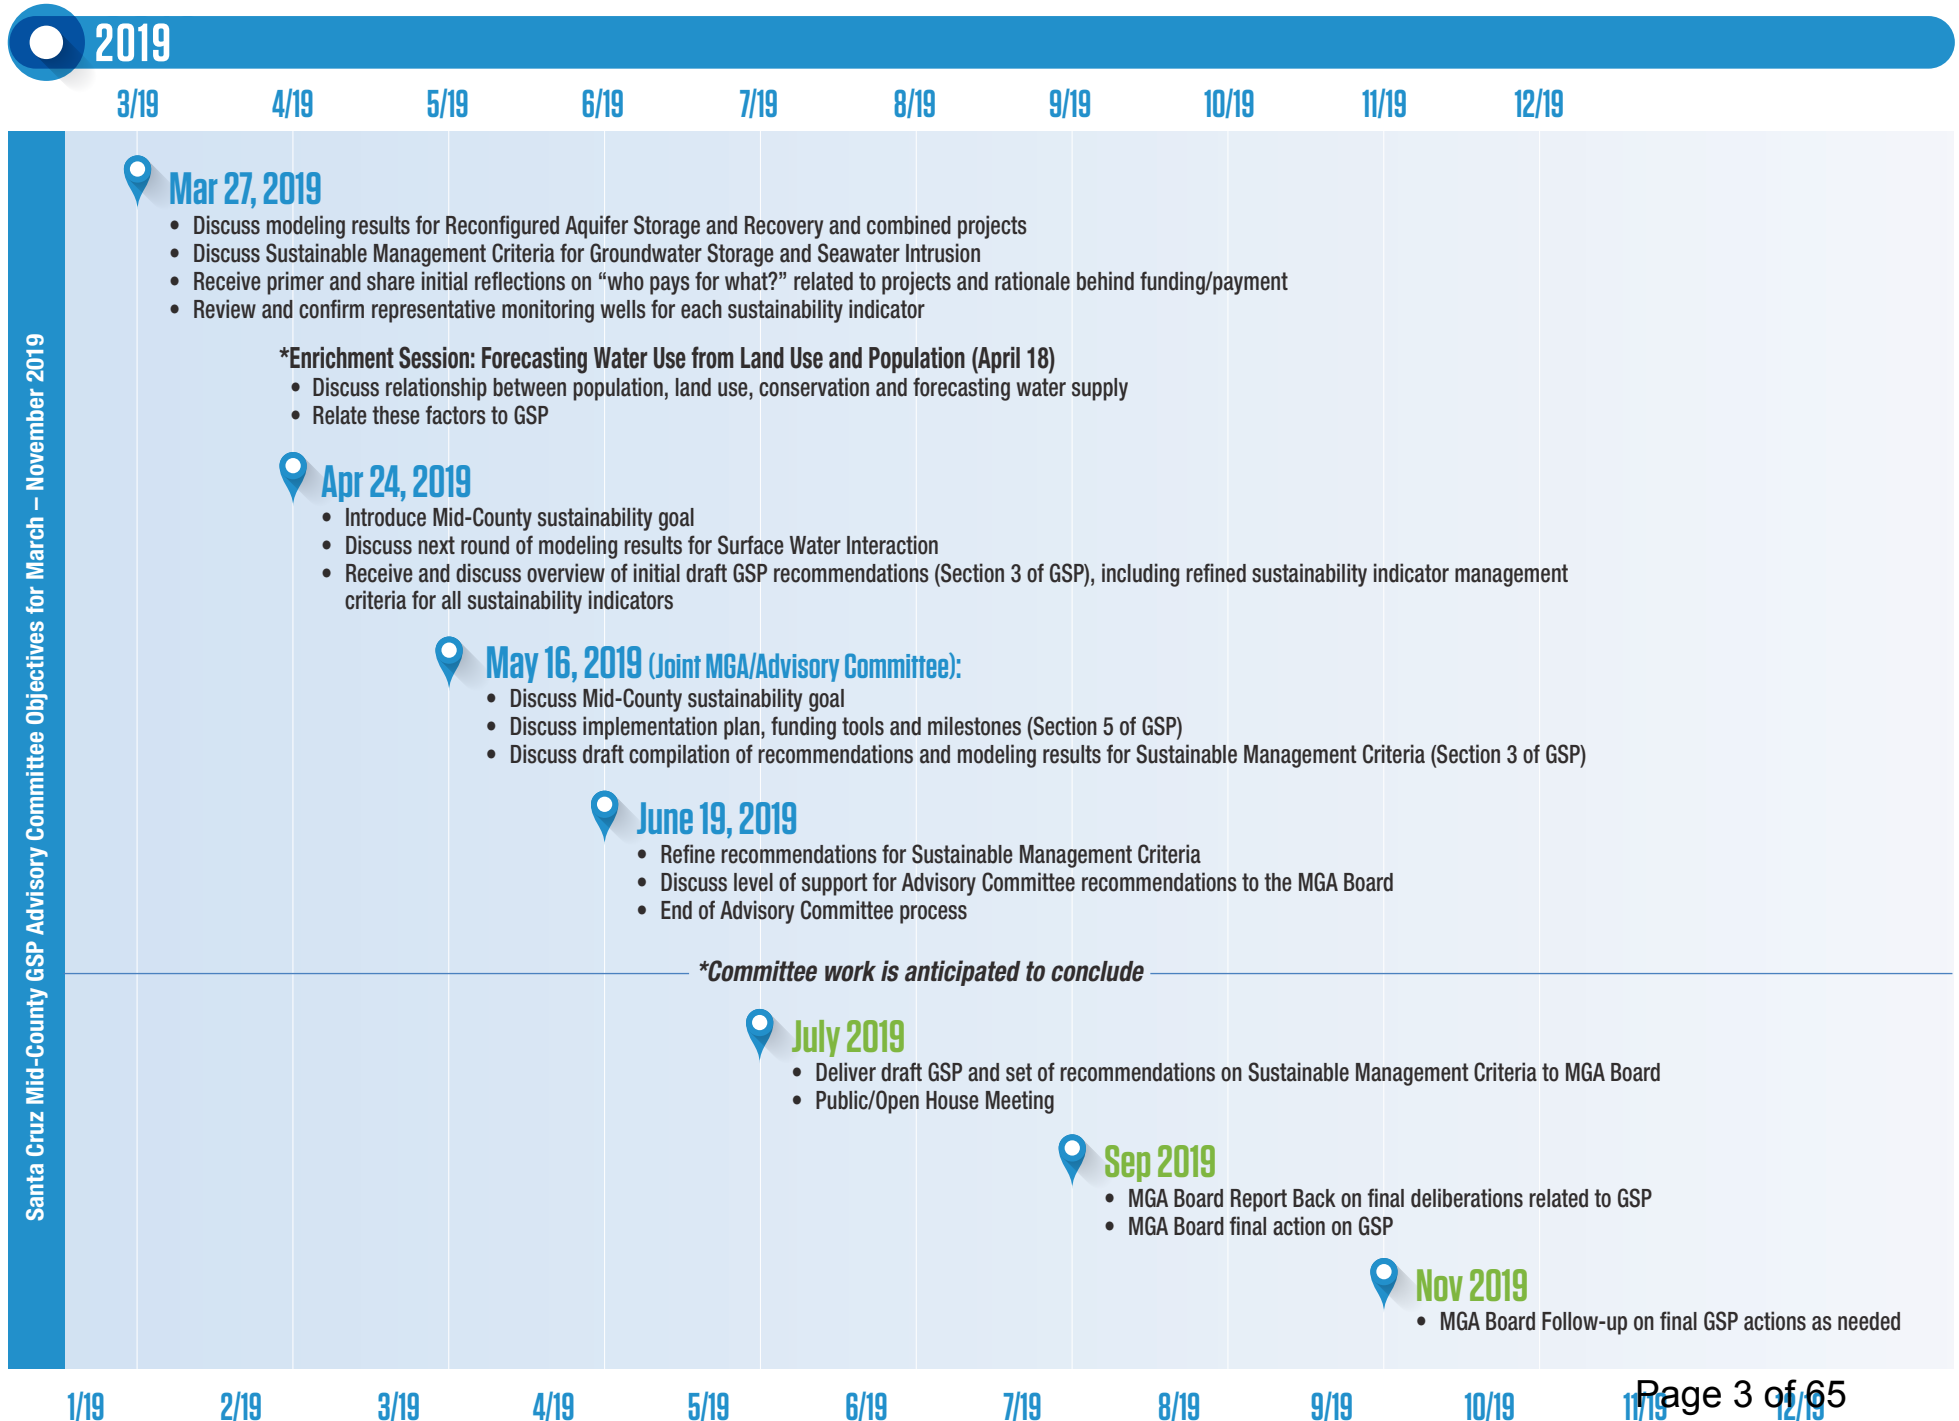 2019
3/19 4/19 5/19 6/19 7/19 8/19 9/19 10/19 11/19 12/19
Santa Cruz Mid-County GSP Advisory Committee Objectives for March – November 2019
Mar 27, 2019
• Discuss modeling results for Reconfigured Aquifer Storage and Recovery and combined projects
• Discuss Sustainable Management Criteria for Groundwater Storage and Seawater Intrusion
• Receive primer and share initial reflections on “who pays for what?” related to projects and rationale behind funding/payment
• Review and confirm representative monitoring wells for each sustainability indicator
*Enrichment Session: Forecasting Water Use from Land Use and Population (April 18)
• Discuss relationship between population, land use, conservation and forecasting water supply
• Relate these factors to GSP
Apr 24, 2019
• Introduce Mid-County sustainability goal
• Discuss next round of modeling results for Surface Water Interaction
• Receive and discuss overview of initial draft GSP recommendations (Section 3 of GSP), including refined sustainability indicator management
criteria for all sustainability indicators
May 16, 2019 (Joint MGA/Advisory Committee):
• Discuss Mid-County sustainability goal
• Discuss implementation plan, funding tools and milestones (Section 5 of GSP)
• Discuss draft compilation of recommendations and modeling results for Sustainable Management Criteria (Section 3 of GSP)
June 19, 2019
• Refine recommendations for Sustainable Management Criteria
• Discuss level of support for Advisory Committee recommendations to the MGA Board
• End of Advisory Committee process
*Committee work is anticipated to conclude
July 2019
• Deliver draft GSP and set of recommendations on Sustainable Management Criteria to MGA Board
• Public/Open House Meeting
Sep 2019
• MGA Board Report Back on final deliberations related to GSP
• MGA Board final action on GSP
Nov 2019
• MGA Board Follow-up on final GSP actions as needed
1/19 2/19 3/19 4/19 5/19 6/19 7/19 8/19 9/19 10/19 11/19 12/19
Page 3 of 65